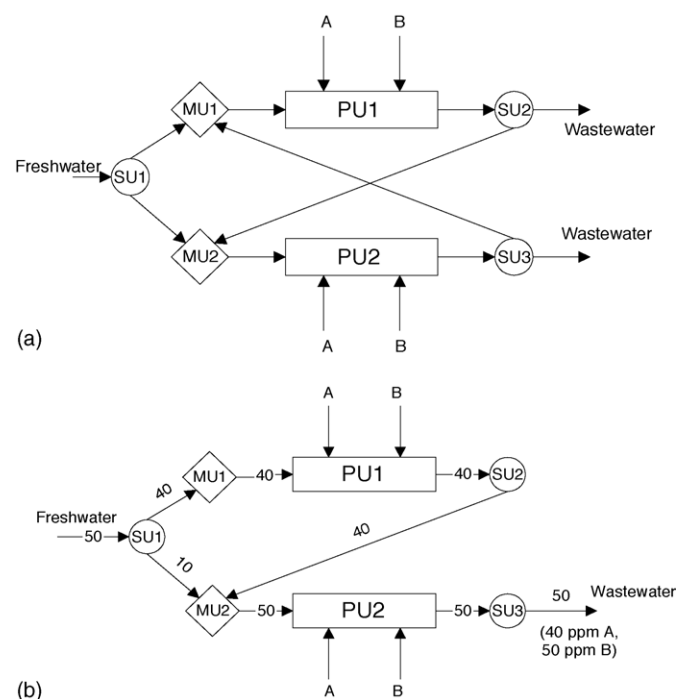 A B
MU1 PU1 SU2
Wastewater
Freshwater
SU1
Wastewater
MU2 PU2 SU3
(a)
A B
A B
MU1 40 PU1 40 SU2
40
Freshwater
50 SU1
40
10
50 Wastewater
MU2 50 PU2 50 SU3
(40 ppm A,
50 ppm B)
(b)
A B